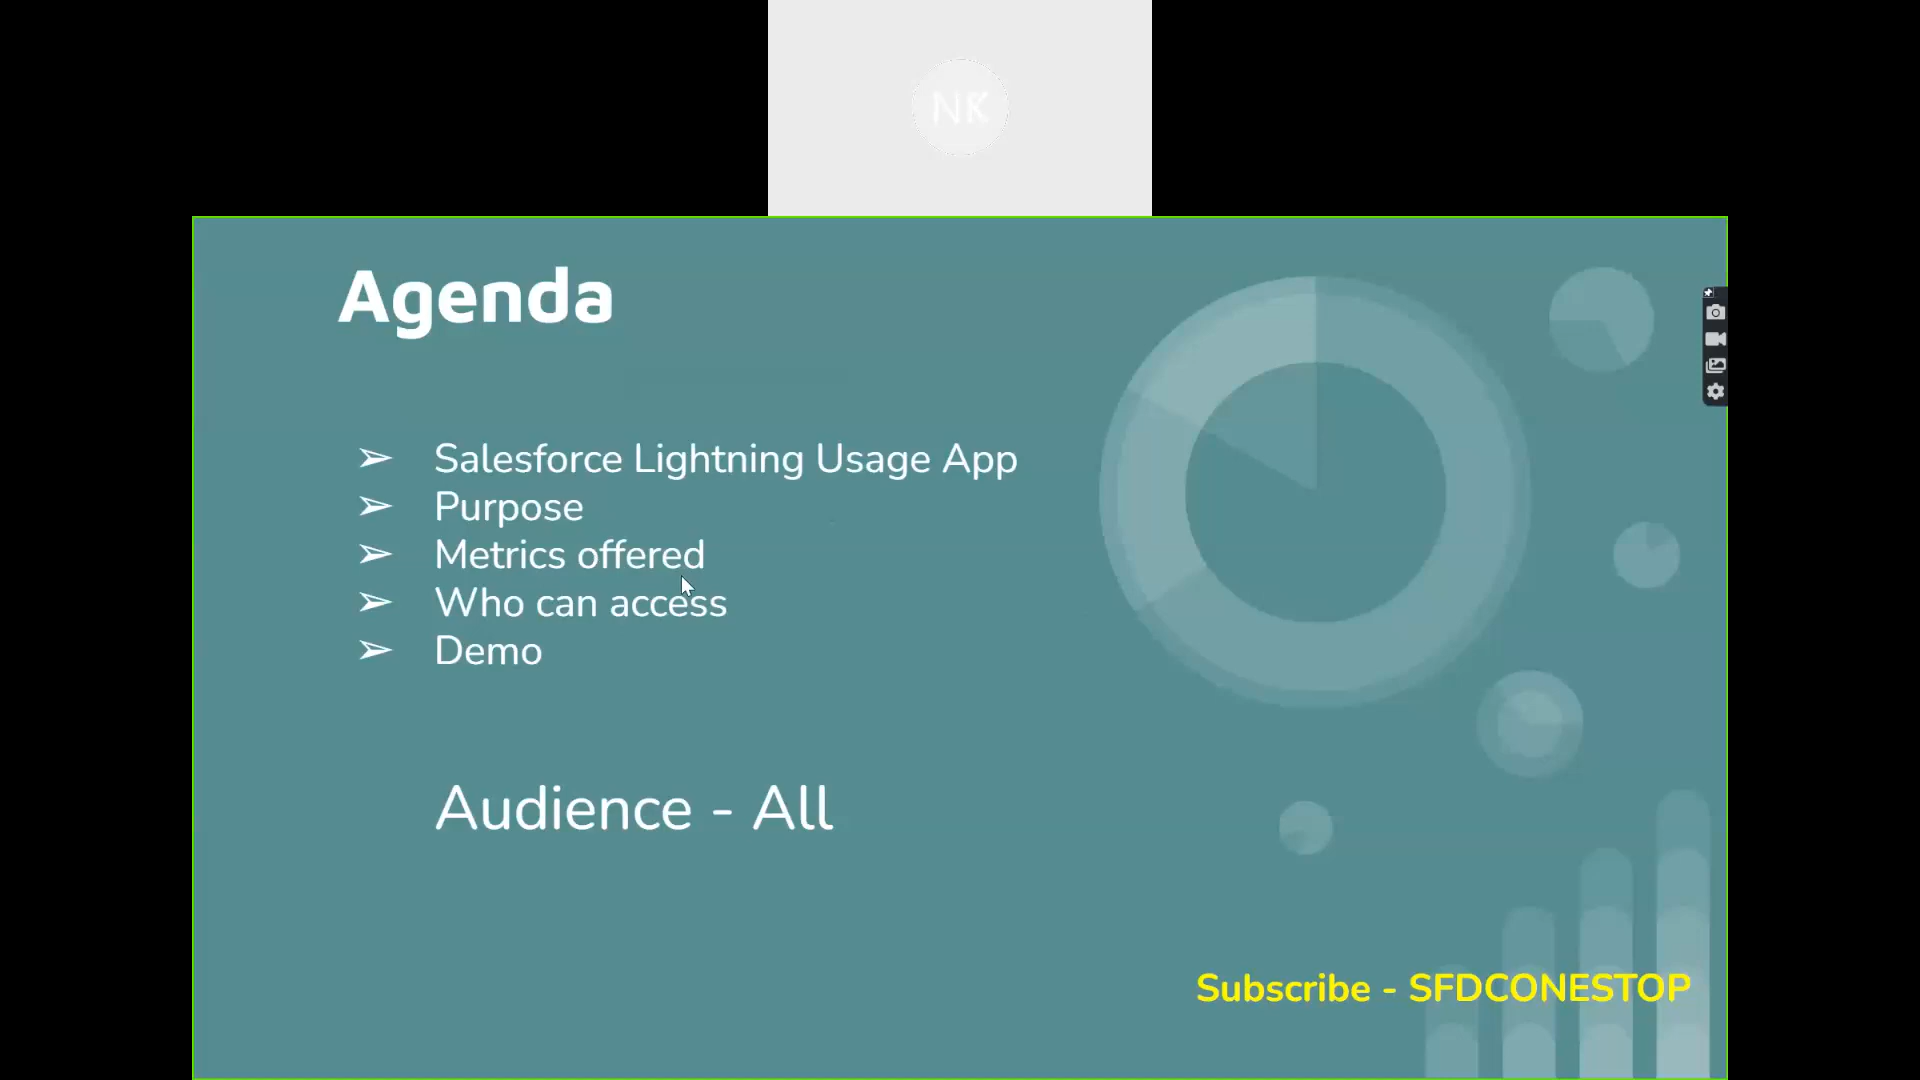 NK
Agenda
➢ Salesforce Lightning Usage App
➢ Purpose
➢ Metrics offered
➢ Who can access
➢ Demo
Audience - All
Subscribe - SFDCONESTOP